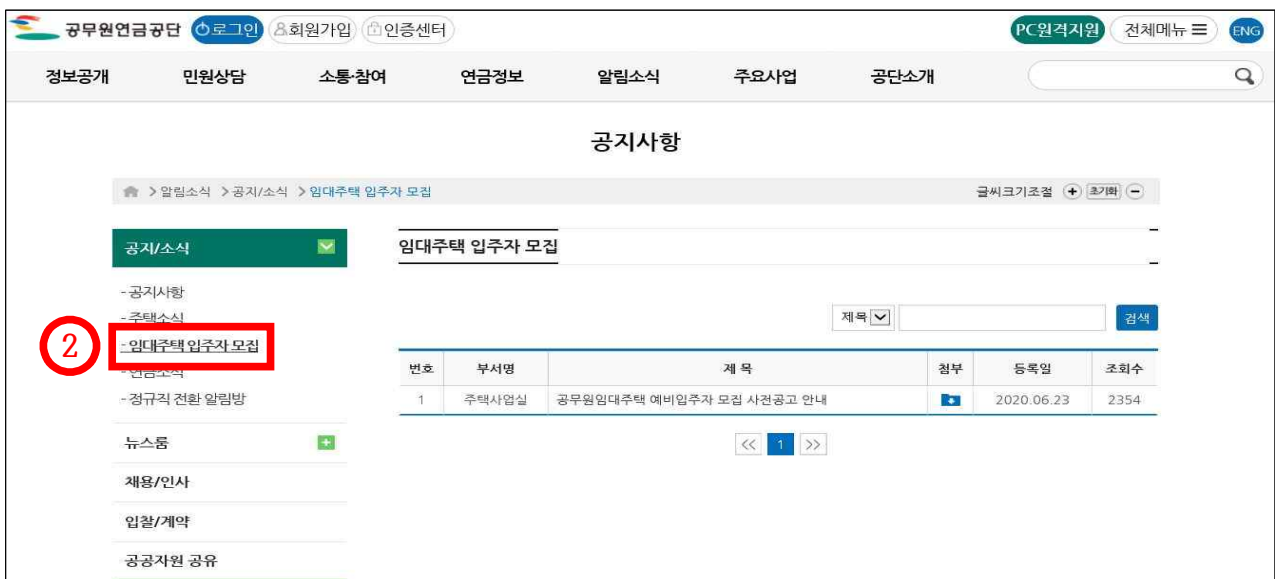 공무원연금공단 로그인 회원가입 인증센터 PC원격지원 전체메뉴 ENG
정보공개 민원상담 소통·참여 연금정보 알림소식 주요사업 공단소개
공지사항
> 알림소식 > 공지/소식 > 임대주택 입주자 모집 글씨크기조절 + 초기화 -
공지/소식
- 공지사항
- 주택소식
② - 임대주택 입주자 모집
- 연금소식
- 정규직 전환 알림방
뉴스룸 +
채용/인사
입찰/계약
공공자원 공유
임대주택 입주자 모집
제목 검색
번호 부서명 제 목 첨부 등록일 조회수
1 주택사업실 공무원임대주택 예비입주자 모집 사전공고 안내 2020.06.23 2354
<< 1 >>